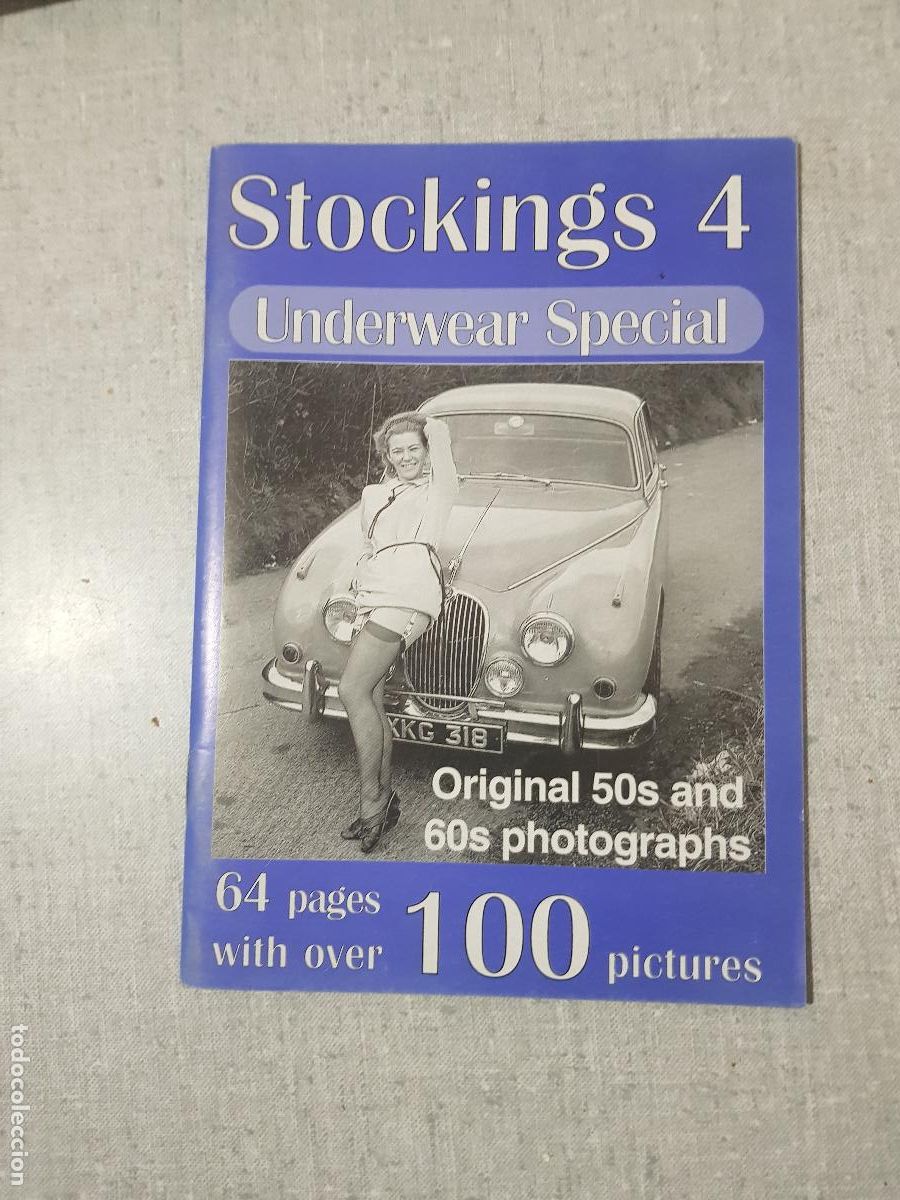 Stockings 4
Underwear Special
KKG 318
Original 50s and
60s photographs
64 pages
with over 100 pictures
todocoleccion